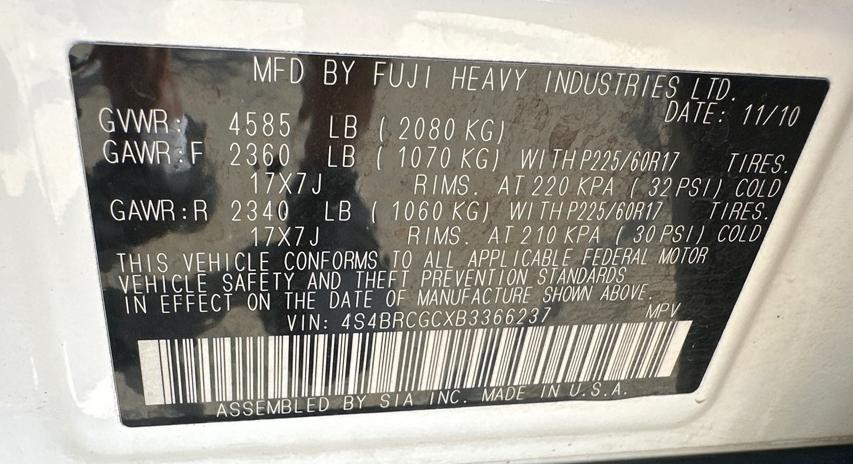 MFD BY FUJI HEAVY INDUSTRIES LTD.
DATE: 11/10
GVWR: 4585 LB ( 2080 KG)
GAWR:F 2360 LB ( 1070 KG) WITH P225/60R17 TIRES.
17X7J RIMS. AT 220 KPA ( 32 PSI) COLD
GAWR:R 2340 LB ( 1060 KG) WITH P225/60R17 TIRES.
17X7J RIMS. AT 210 KPA ( 30 PSI) COLD
THIS VEHICLE CONFORMS TO ALL APPLICABLE FEDERAL MOTOR
VEHICLE SAFETY AND THEFT PREVENTION STANDARDS
IN EFFECT ON THE DATE OF MANUFACTURE SHOWN ABOVE.
VIN: 4S4BRCGCXB3366237 MPV
ASSEMBLED BY SIA INC. MADE IN U.S.A.